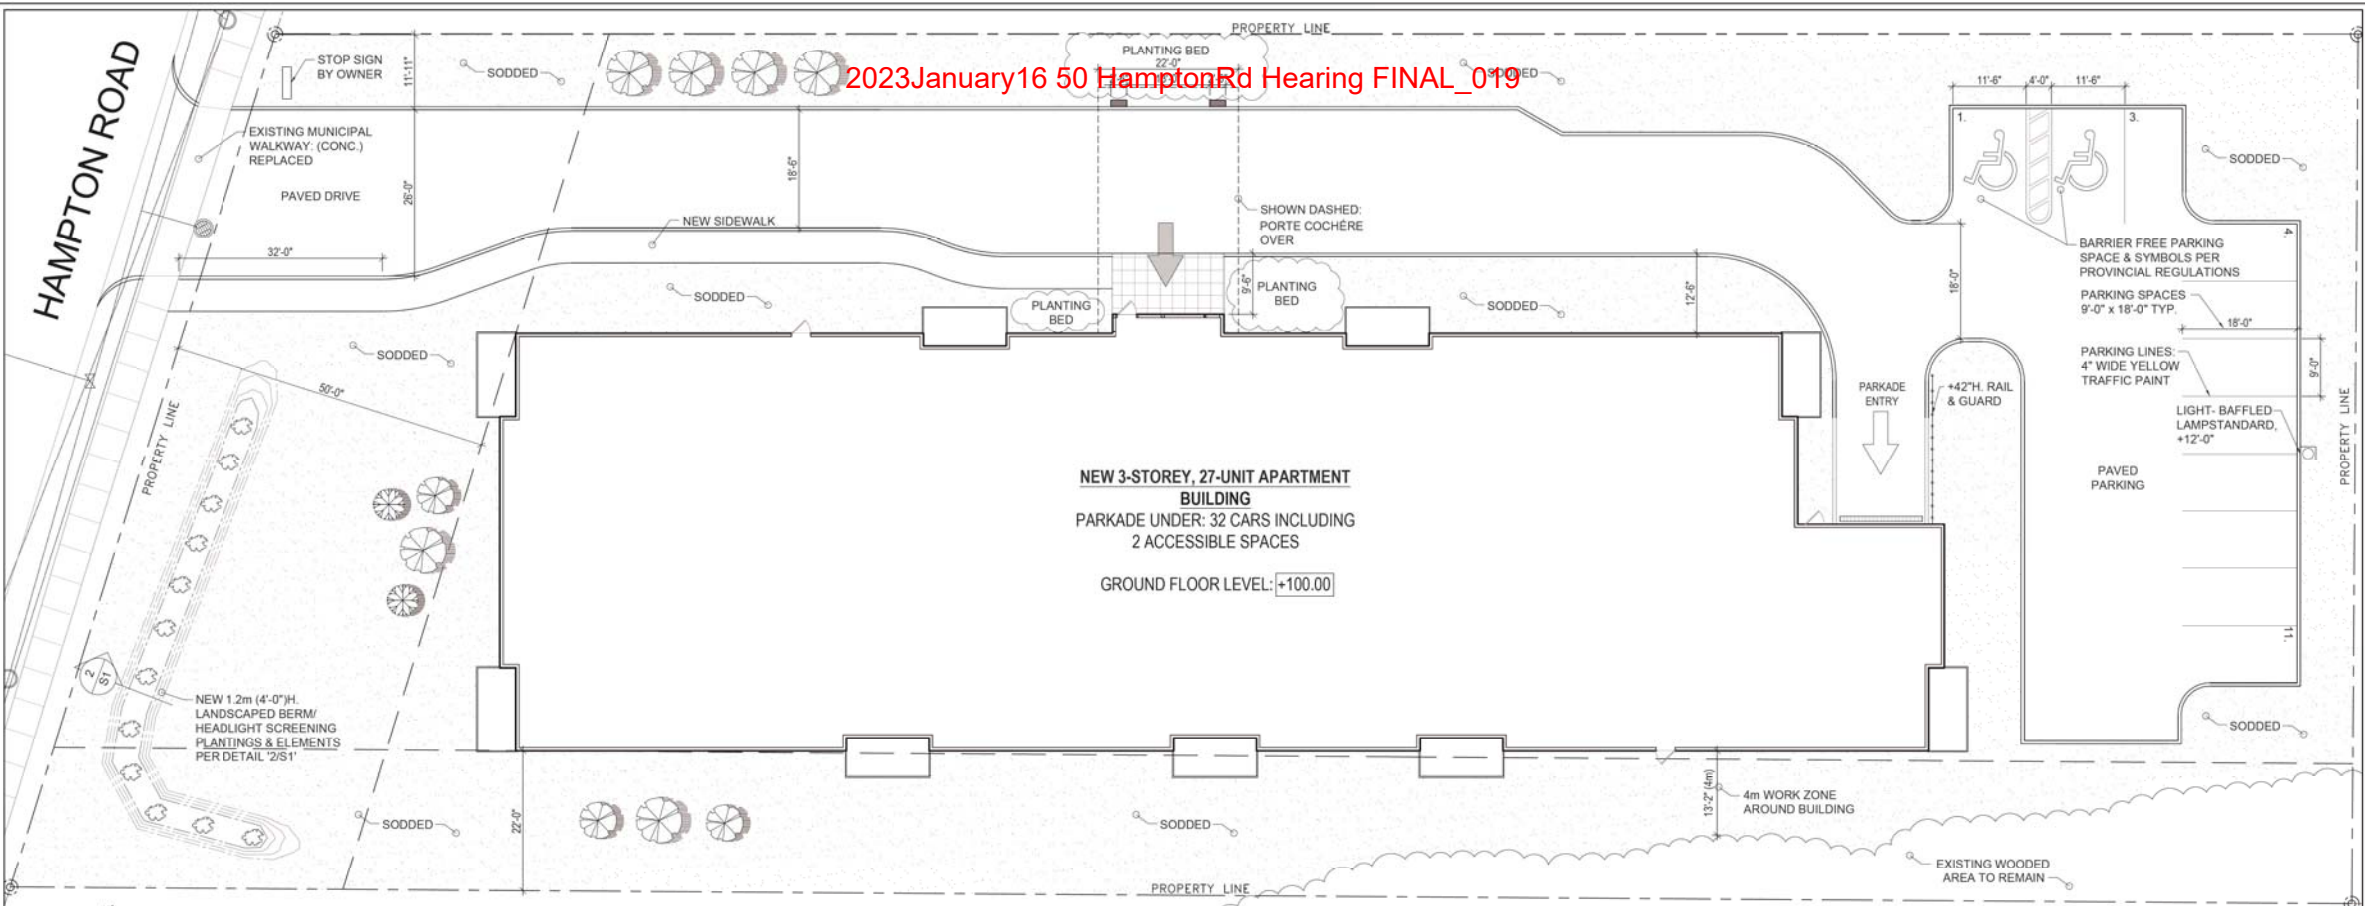 PROPERTY LINE
HAMPTON ROAD
STOP SIGN
BY OWNER
11'-11"
SODDED
PLANTING BED
22'-0"
2023January16 50 HamptonRd Hearing FINAL_019
SODDED
11'-6"
4'-0"
11'-6"
1.
3.
EXISTING MUNICIPAL
WALKWAY: (CONC.)
REPLACED
PAVED DRIVE
26'-0"
18'-6"
SODDED
NEW SIDEWALK
32'-0"
SHOWN DASHED:
PORTE COCHÈRE
OVER
4.
BARRIER FREE PARKING
SPACE & SYMBOLS PER
PROVINCIAL REGULATIONS
SODDED
PLANTING
BED
9'-6"
PLANTING
BED
SODDED
12'-6"
18'-0"
PARKING SPACES
9'-0" x 18'-0" TYP.
18'-0"
SODDED
50'-0"
PROPERTY LINE
PARKADE
ENTRY
+42"H. RAIL
& GUARD
PARKING LINES:
4" WIDE YELLOW
TRAFFIC PAINT
9'-0"
LIGHT- BAFFLED
LAMPSTANDARD,
+12'-0"
PROPERTY LINE
PAVED
PARKING
NEW 3-STOREY, 27-UNIT APARTMENT
BUILDING
PARKADE UNDER: 32 CARS INCLUDING
2 ACCESSIBLE SPACES
GROUND FLOOR LEVEL: +100.00
11.
2
S1
NEW 1.2m (4'-0")H.
LANDSCAPED BERM/
HEADLIGHT SCREENING
PLANTINGS & ELEMENTS
PER DETAIL '2/S1'
SODDED
SODDED
22'-0"
SODDED
13'-2" (4m)
4m WORK ZONE
AROUND BUILDING
EXISTING WOODED
AREA TO REMAIN
PROPERTY LINE